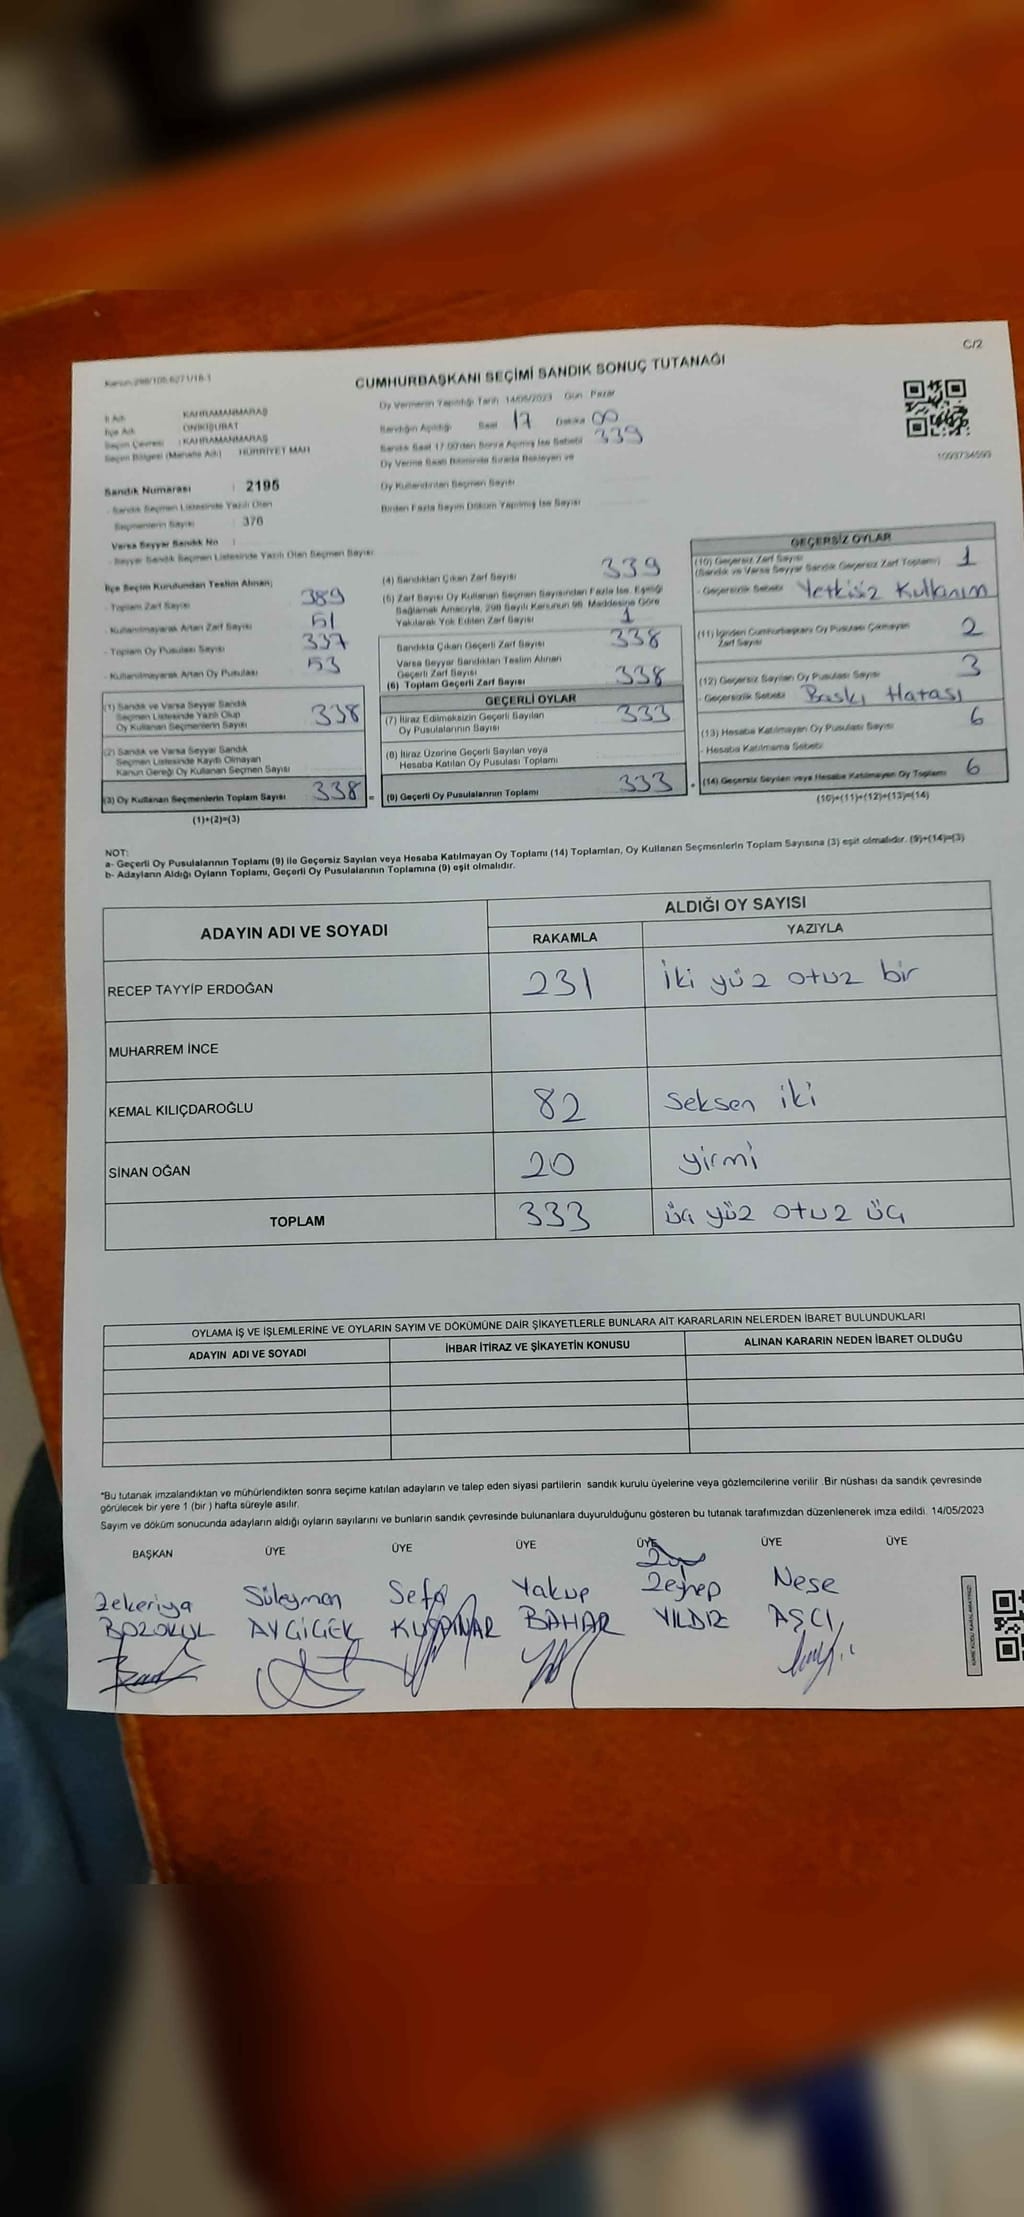 Kanun:298/105;6271/16-1
C/2
CUMHURBAŞKANI SEÇİMİ SANDIK SONUÇ TUTANAĞI
İl Adı : KAHRAMANMARAŞ
İlçe Adı : ONİKİŞUBAT
Seçim Çevresi : KAHRAMANMARAŞ
Seçim Bölgesi (Mahalle Adı) HÜRRİYET MAH
Oy Vermenin Yapıldığı Tarih 14/05/2023 Gün : Pazar
Sandığın Açıldığı Saat 17 Dakika 00
Sandık Saat 17:00'den Sonra Açılmış İse Sebebi 339
Oy Verme Saati Bitiminde Sırada Bekleyen ve
Oy Kullandırılan Seçmen Sayısı
Birden Fazla Sayım Döküm Yapılmış İse Sayısı
1093734593
Sandık Numarası : 2195
- Sandık Seçmen Listesinde Yazılı Olan
Seçmenlerin Sayısı : 376
Varsa Seyyar Sandık No :
- Seyyar Sandık Seçmen Listesinde Yazılı Olan Seçmen Sayısı:
İlçe Seçim Kurulundan Teslim Alınan;
- Toplam Zarf Sayısı 389
- Kullanılmayarak Artan Zarf Sayısı 51
- Toplam Oy Pusulası Sayısı 337
- Kullanılmayarak Artan Oy Pusulası 53
(1) Sandık ve Varsa Seyyar Sandık
Seçmen Listesinde Yazılı Olup
Oy Kullanan Seçmenlerin Sayısı 338
(2) Sandık ve Varsa Seyyar Sandık
Seçmen Listesinde Kayıtlı Olmayan
Kanun Gereği Oy Kullanan Seçmen Sayısı
(3) Oy Kullanan Seçmenlerin Toplam Sayısı 338 =
(1)+(2)=(3)
(4) Sandıktan Çıkan Zarf Sayısı 339
(5) Zarf Sayısı Oy Kullanan Seçmen Sayısından Fazla İse, Eşitliği
Sağlamak Amacıyla, 298 Sayılı Kanunun 98. Maddesine Göre
Yakılarak Yok Edilen Zarf Sayısı 1
Sandıkta Çıkan Geçerli Zarf Sayısı 338
Varsa Seyyar Sandıktan Teslim Alınan
Geçerli Zarf Sayısı
(6) Toplam Geçerli Zarf Sayısı 338
GEÇERLİ OYLAR
(7) İtiraz Edilmeksizin Geçerli Sayılan
Oy Pusulalarının Sayısı 333
(8) İtiraz Üzerine Geçerli Sayılan veya
Hesaba Katılan Oy Pusulası Toplamı
(9) Geçerli Oy Pusulalarının Toplamı 333 +
GEÇERSİZ OYLAR
(10) Geçersiz Zarf Sayısı
(Sandık ve Varsa Seyyar Sandık Geçersiz Zarf Toplamı) 1
- Geçersizlik Sebebi Yetkisiz Kullanım
(11) İçinden Cumhurbaşkanı Oy Pusulası Çıkmayan
Zarf Sayısı 2
(12) Geçersiz Sayılan Oy Pusulası Sayısı 3
- Geçersizlik Sebebi Baskı Hatası
(13) Hesaba Katılmayan Oy Pusulası Sayısı 6
- Hesaba Katılmama Sebebi
(14) Geçersiz Sayılan veya Hesaba Katılmayan Oy Toplamı 6
(10)+(11)+(12)+(13)=(14)
NOT:
a- Geçerli Oy Pusulalarının Toplamı (9) ile Geçersiz Sayılan veya Hesaba Katılmayan Oy Toplamı (14) Toplamları, Oy Kullanan Seçmenlerin Toplam Sayısına (3) eşit olmalıdır. (9)+(14)=(3)
b- Adayların Aldığı Oyların Toplamı, Geçerli Oy Pusulalarının Toplamına (9) eşit olmalıdır.
ADAYIN ADI VE SOYADI
ALDIĞI OY SAYISI
RAKAMLA YAZIYLA
RECEP TAYYİP ERDOĞAN 231 İki yüz otuz bir
MUHARREM İNCE
KEMAL KILIÇDAROĞLU 82 Seksen iki
SİNAN OĞAN 20 yirmi
TOPLAM 333 üç yüz otuz üç
OYLAMA İŞ VE İŞLEMLERİNE VE OYLARIN SAYIM VE DÖKÜMÜNE DAİR ŞİKAYETLERLE BUNLARA AİT KARARLARIN NELERDEN İBARET BULUNDUKLARI
ADAYIN ADI VE SOYADI İHBAR İTİRAZ VE ŞİKAYETİN KONUSU ALINAN KARARIN NEDEN İBARET OLDUĞU
*Bu tutanak imzalandıktan ve mühürlendikten sonra seçime katılan adayların ve talep eden siyasi partilerin sandık kurulu üyelerine veya gözlemcilerine verilir .Bir nüshası da sandık çevresinde
görülecek bir yere 1 (bir ) hafta süreyle asılır.
Sayım ve döküm sonucunda adayların aldığı oyların sayılarını ve bunların sandık çevresinde bulunanlara duyurulduğunu gösteren bu tutanak tarafımızdan düzenlenerek imza edildi. 14/05/2023
BAŞKAN ÜYE ÜYE ÜYE ÜYE ÜYE ÜYE
Zekeriya Süleyman Sefa Yakup Zeynep Neşe
BOZOKUL AYÇİÇEK KUŞPINAR BAHAR YILDIZ AŞCI